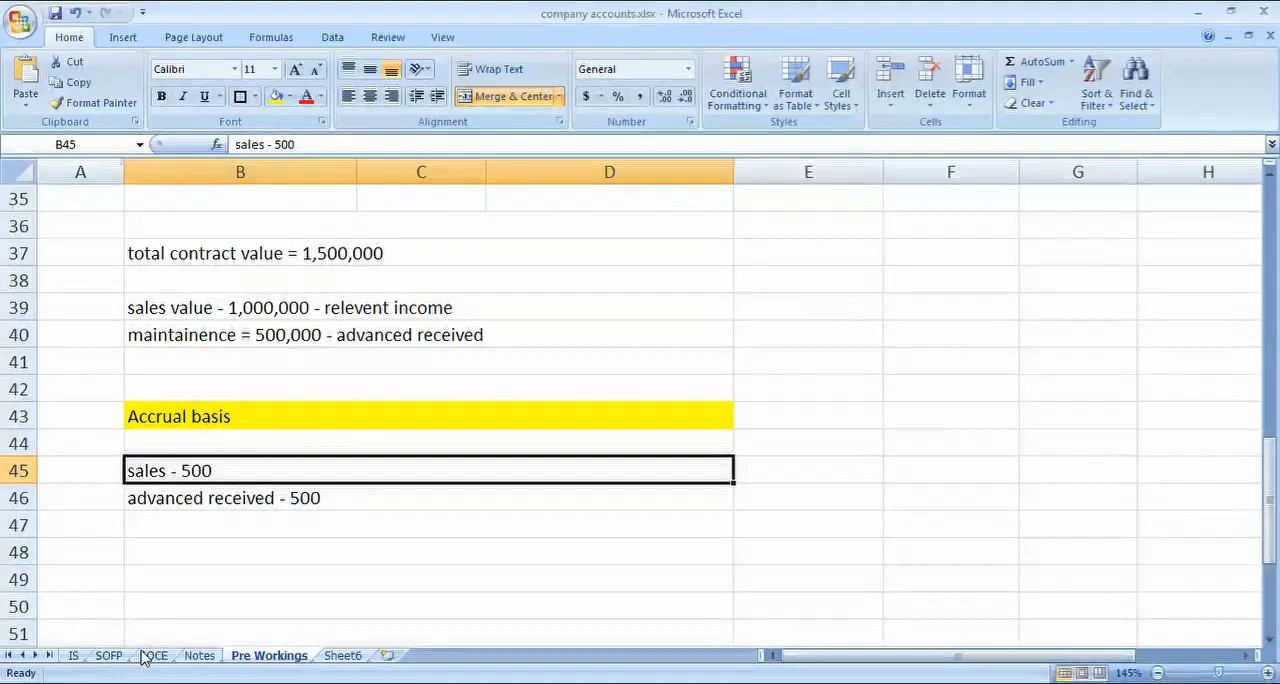 company accounts.xlsx - Microsoft Excel
Home Insert Page Layout Formulas Data Review View
Paste
Cut
Copy
Format Painter
Clipboard
Calibri 11
B I U A
Font
Wrap Text
Merge & Center
Alignment
General
$ % ,
Number
Conditional Formatting
Format as Table
Cell Styles
Styles
Insert Delete Format
Cells
Σ AutoSum
Fill
Clear
Sort & Filter
Find & Select
Editing
B45 fx sales - 500
A B C D E F G H
35
36
37 total contract value = 1,500,000
38
39 sales value - 1,000,000 - relevent income
40 maintainence = 500,000 - advanced received
41
42
43 Accrual basis
44
45 sales - 500
46 advanced received - 500
47
48
49
50
51
IS SOFP OCE Notes Pre Workings Sheet6
Ready 145%